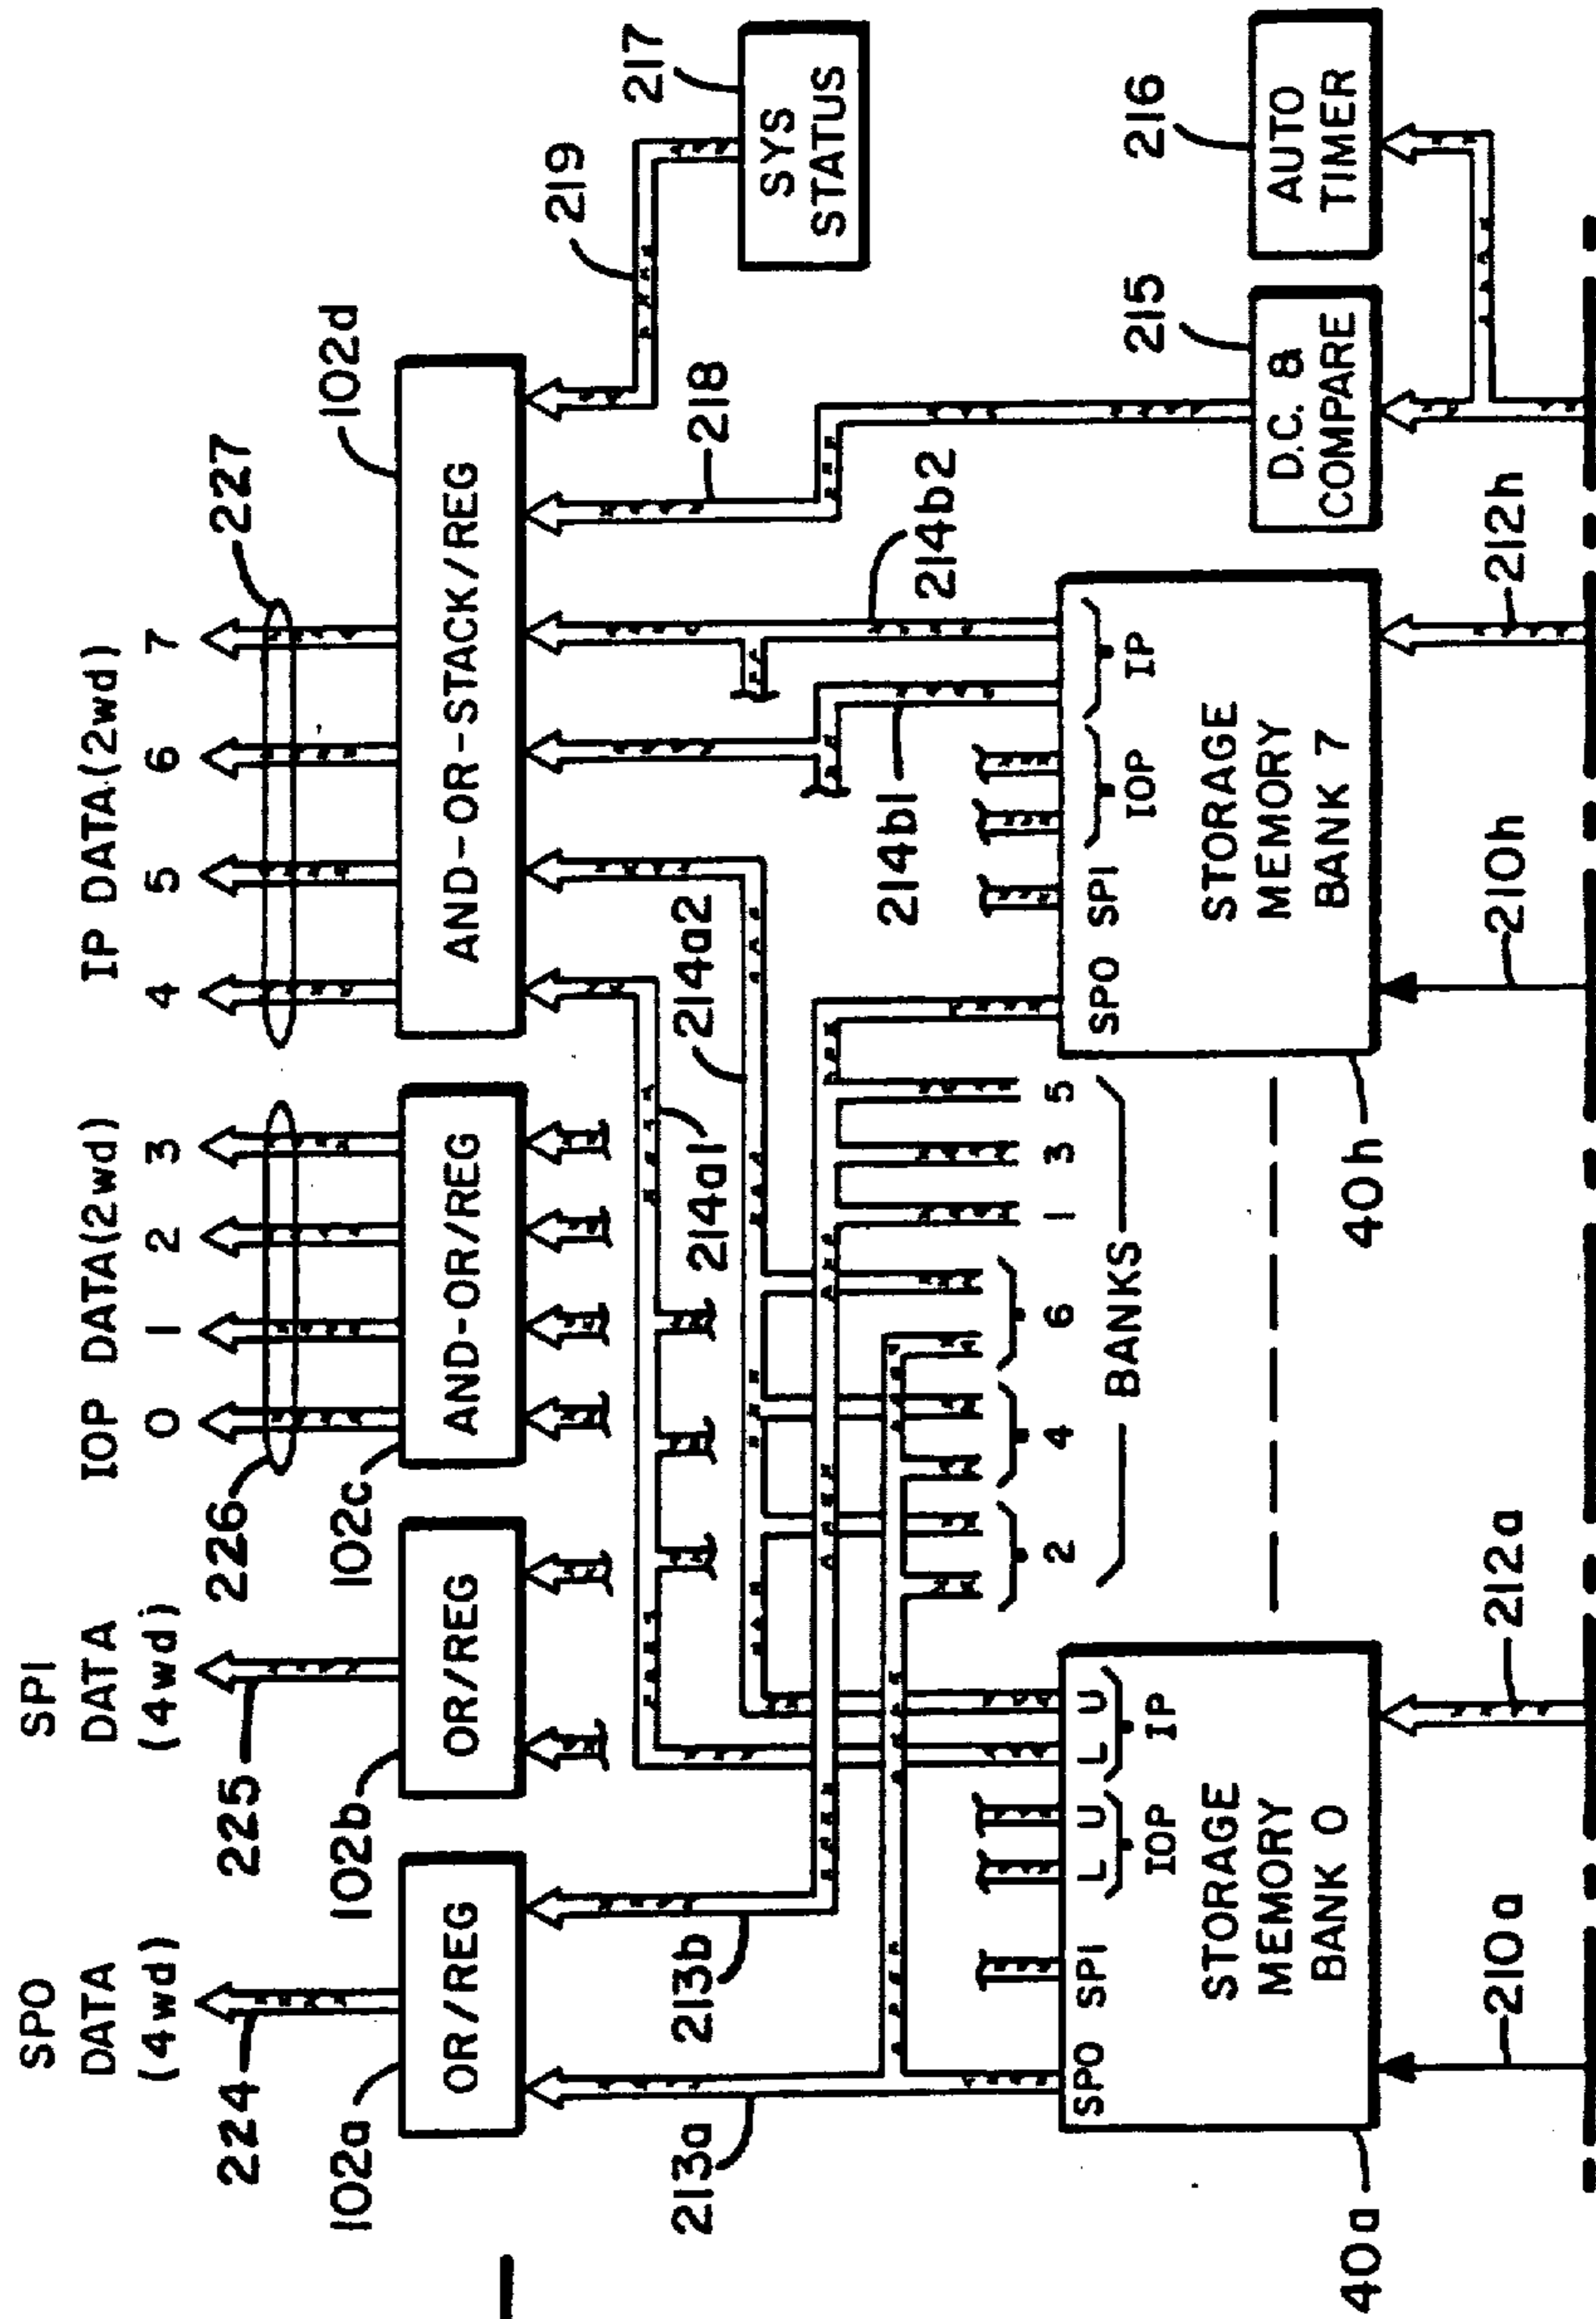 SPO
DATA
(4wd)
SPI
DATA
(4wd)
IOP DATA(2wd)
0 1 2 3
IP DATA(2wd)
4 5 6 7
224
225
226
227
102a
102b
102c
102d
OR/REG
OR/REG
AND-OR/REG
AND-OR-STACK/REG
219
217
SYS
STATUS
213a
213b
214a1
214a2
214b1
214b2
218
215
216
D.C. &
COMPARE
AUTO
TIMER
SPO SPI L U L U
IOP IP
STORAGE
MEMORY
BANK 0
2 4 6 1 3 5
BANKS
SPO SPI
IOP IP
STORAGE
MEMORY
BANK 7
40a
210a
212a
40h
210h
212h